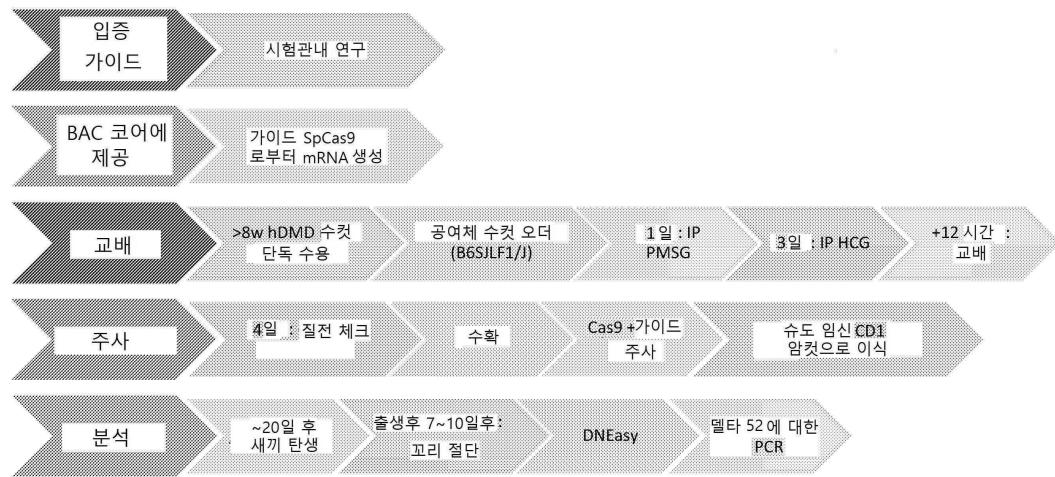 입증
가이드
시험관내 연구
BAC 코어에
제공
가이드 SpCas9
로부터 mRNA 생성
교배
>8w hDMD 수컷
단독 수용
공여체 수컷 오더
(B6SJLF1/J)
1일 : IP
PMSG
3일 : IP HCG
+12 시간 :
교배
주사
4일 : 질전 체크
수확
Cas9 +가이드
주사
슈도 임신 CD1
암컷으로 이식
분석
~20일 후
새끼 탄생
출생후 7~10일후:
꼬리 절단
DNEasy
델타 52에 대한
PCR